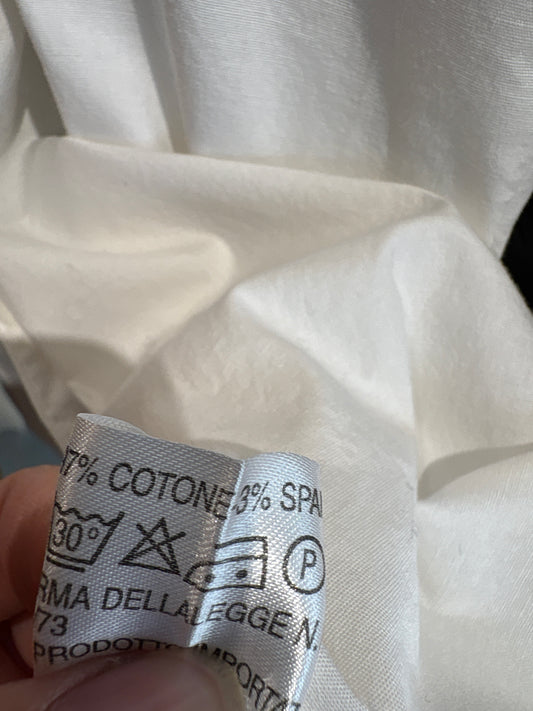 7% COTONE 3% SPA
30°
P
RMA DELLA LEGGE N.
73
PRODOTTO IMPORTA